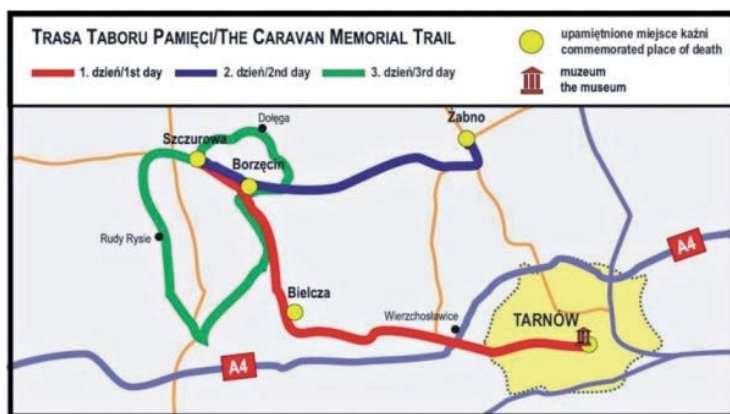 TRASA TABORU PAMIĘCI/THE CARAVAN MEMORIAL TRAIL
1. dzień/1st day 2. dzień/2nd day 3. dzień/3rd day
upamiętnione miejsce kaźni
commemorated place of death
muzeum
the museum
Dołęga
Żabno
Szczurowa
Borzęcin
Rudy Rysie
A4
Bielcza
Wierzchosławice
TARNÓW
A4